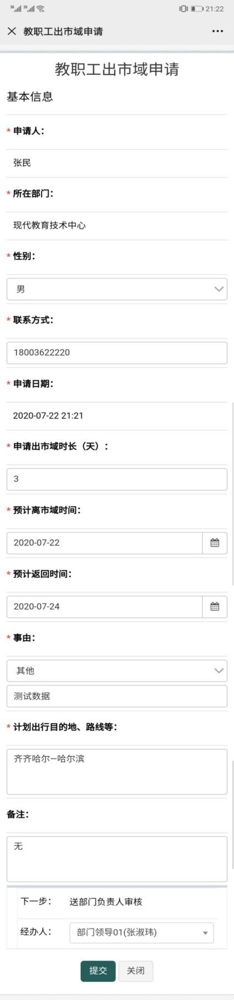 3G 2G 21:22
教职工出市域申请
教职工出市域申请
基本信息
* 申请人：
张民
* 所在部门：
现代教育技术中心
* 性别：
男
* 联系方式：
18003622220
* 申请日期：
2020-07-22 21:21
* 申请出市域时长（天）：
3
* 预计离市域时间：
2020-07-22
* 预计返回时间：
2020-07-24
* 事由：
其他
测试数据
* 计划出行目的地、路线等：
齐齐哈尔—哈尔滨
备注：
无
下一步： 送部门负责人审核
经办人： 部门领导01(张淑玮)
提交 关闭